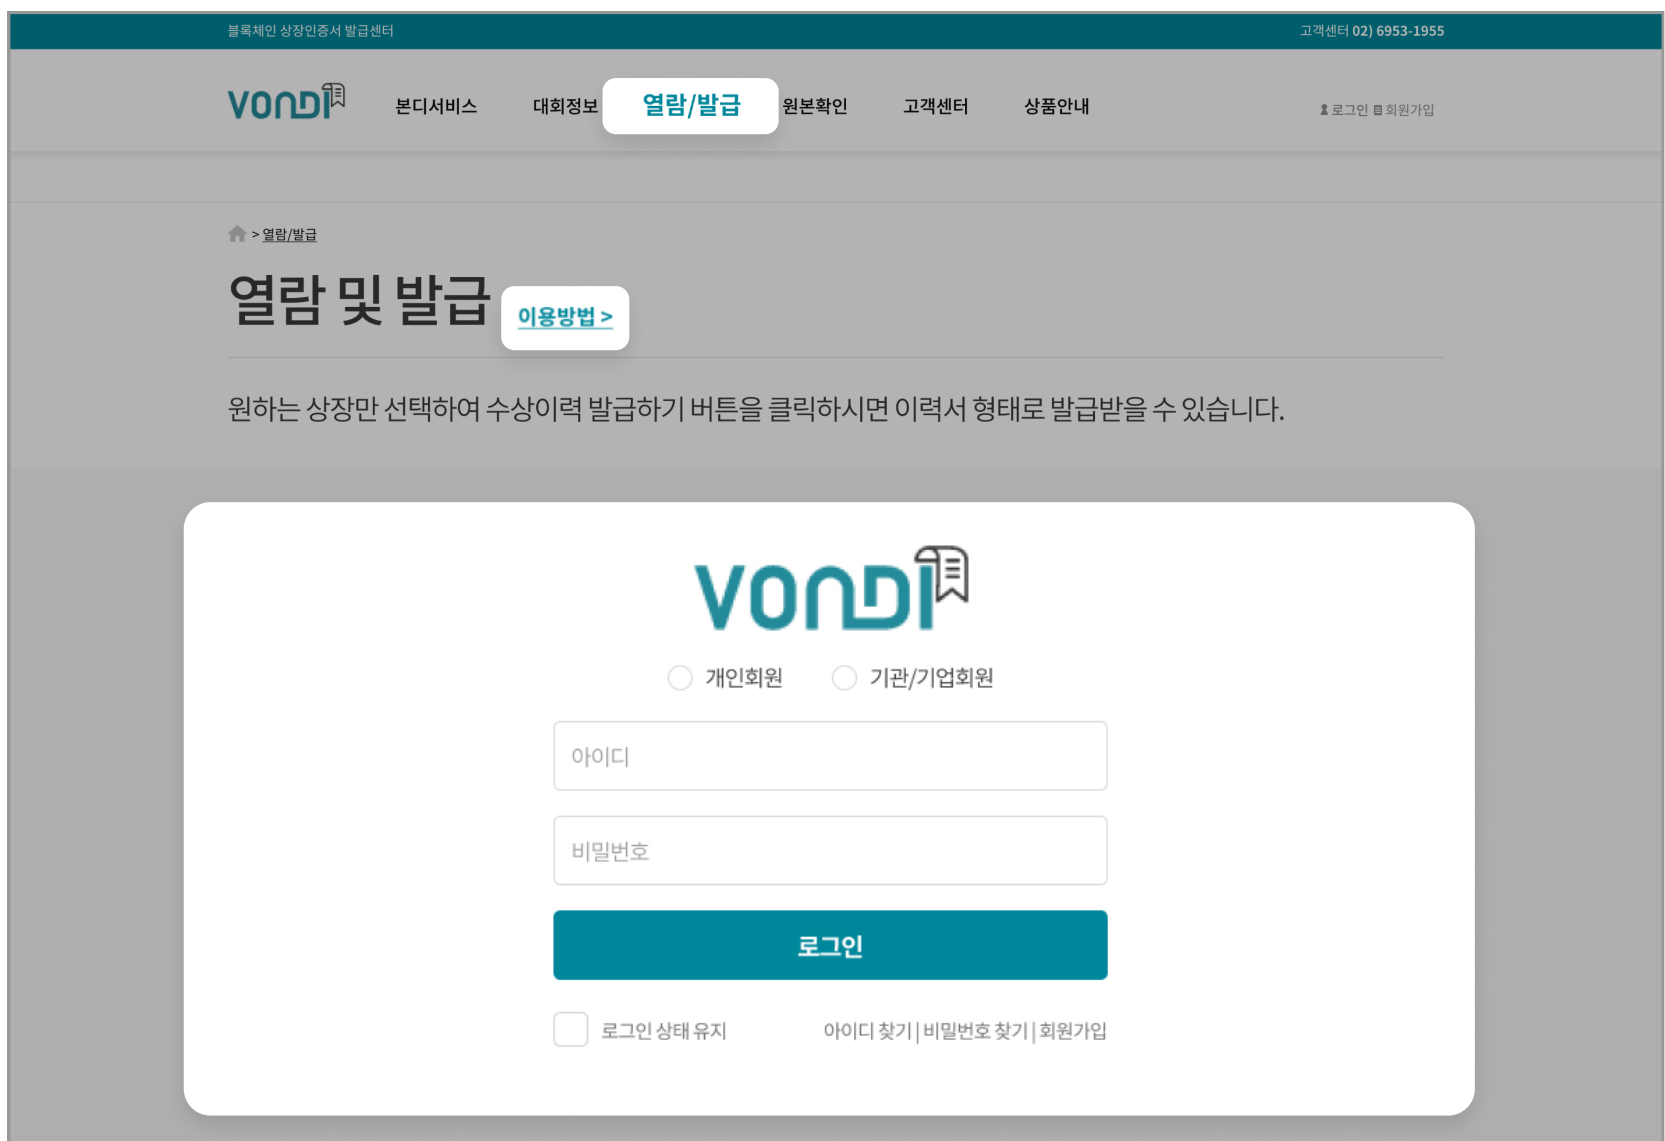 블록체인 상장인증서 발급센터
고객센터 02) 6953-1955
VONDI
본디서비스 대회정보 열람/발급 원본확인 고객센터 상품안내
로그인 회원가입
> 열람/발급
열람 및 발급
이용방법 >
원하는 상장만 선택하여 수상이력 발급하기 버튼을 클릭하시면 이력서 형태로 발급받을 수 있습니다.
VONDI
개인회원 기관/기업회원
아이디
비밀번호
로그인
로그인 상태 유지
아이디 찾기 | 비밀번호 찾기 | 회원가입